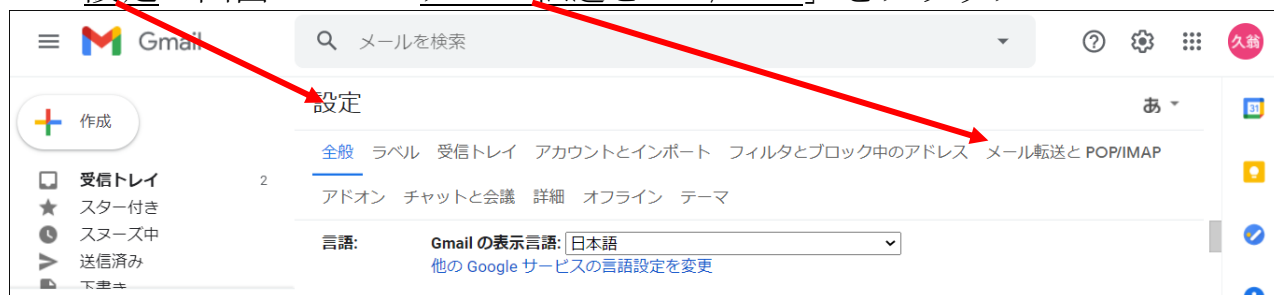 Gmail
メールを検索
久翁
設定
あ
31
作成
全般 ラベル 受信トレイ アカウントとインポート フィルタとブロック中のアドレス メール転送と POP/IMAP
受信トレイ 2
アドオン チャットと会議 詳細 オフライン テーマ
スター付き
スヌーズ中
言語: Gmail の表示言語: 日本語
送信済み
他の Google サービスの言語設定を変更
下書き